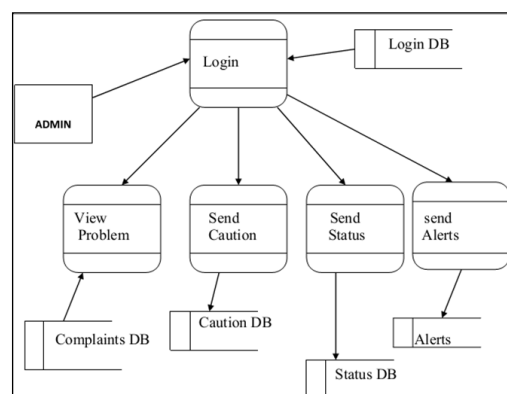 Login DB
Login
ADMIN
View
Problem
Send
Caution
Send
Status
send
Alerts
Complaints DB
Caution DB
Status DB
Alerts